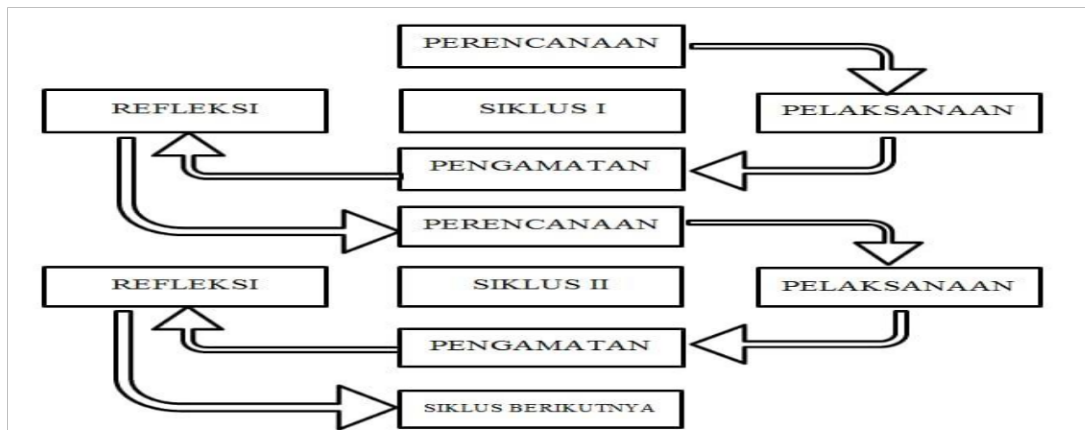 PERENCANAAN
REFLEKSI
SIKLUS I
PELAKSANAAN
PENGAMATAN
PERENCANAAN
REFLEKSI
SIKLUS II
PELAKSANAAN
PENGAMATAN
SIKLUS BERIKUTNYA